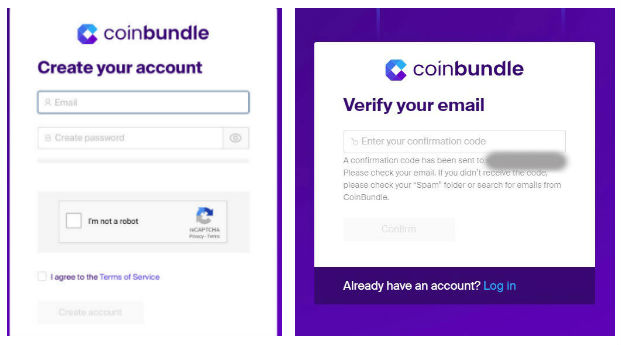 coinbundle
Create your account
Email
Create password
I'm not a robot
reCAPTCHA
Privacy - Terms
I agree to the Terms of Service
Create account
coinbundle
Verify your email
Enter your confirmation code
A confirmation code has been sent to:
Please check your email. If you didn't receive the code,
please check your "Spam" folder or search for emails from
CoinBundle.
Confirm
Already have an account? Log in